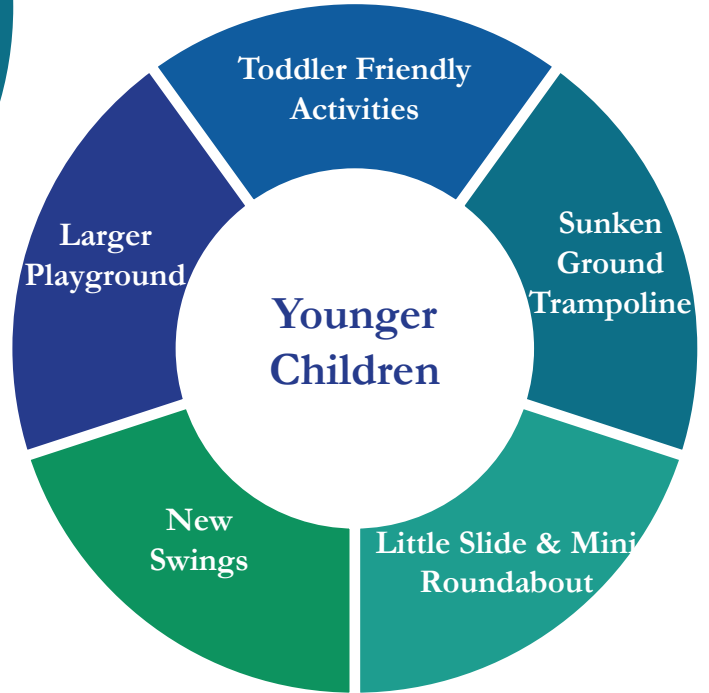 Toddler Friendly
Activities
Sunken
Ground
Trampoline
Little Slide & Mini
Roundabout
New
Swings
Larger
Playground
Younger
Children